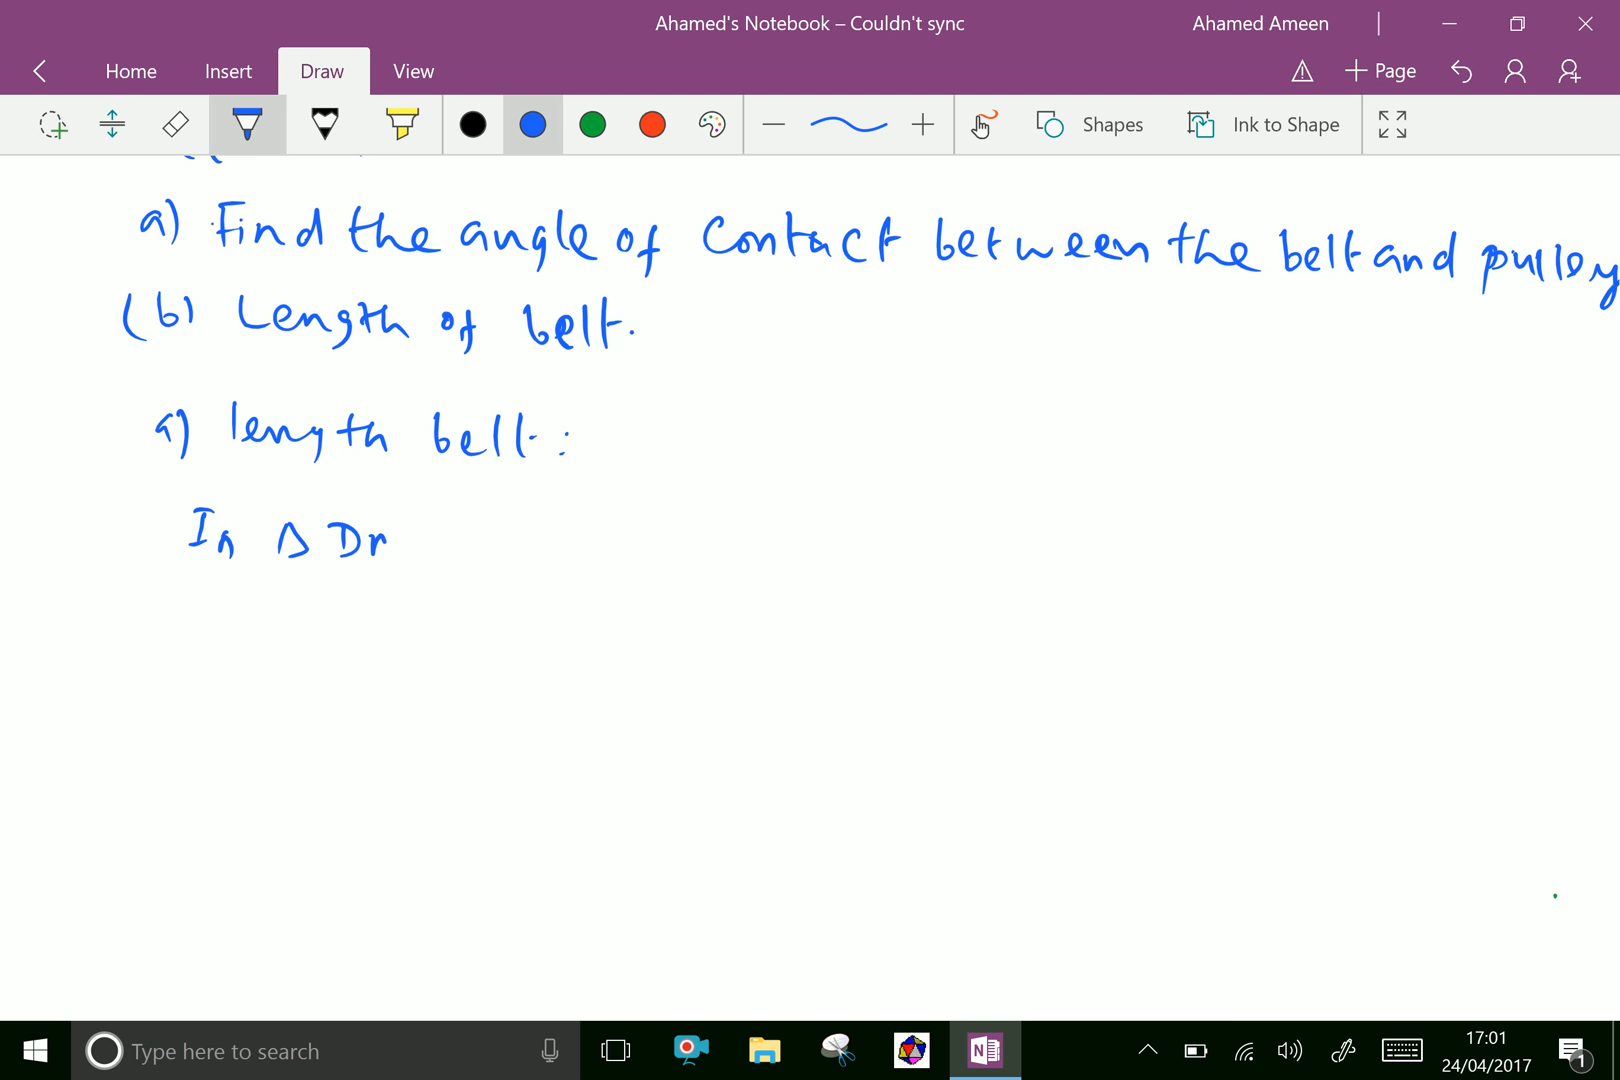 Ahamed's Notebook – Couldn't sync
Ahamed Ameen
Home Insert Draw View
Page
Shapes
Ink to Shape
a) Find the angle of Contact between the belt and pulley
(b) Length of belt.
a) length belt:
In Δ Dr
Type here to search
N
17:01
24/04/2017
1